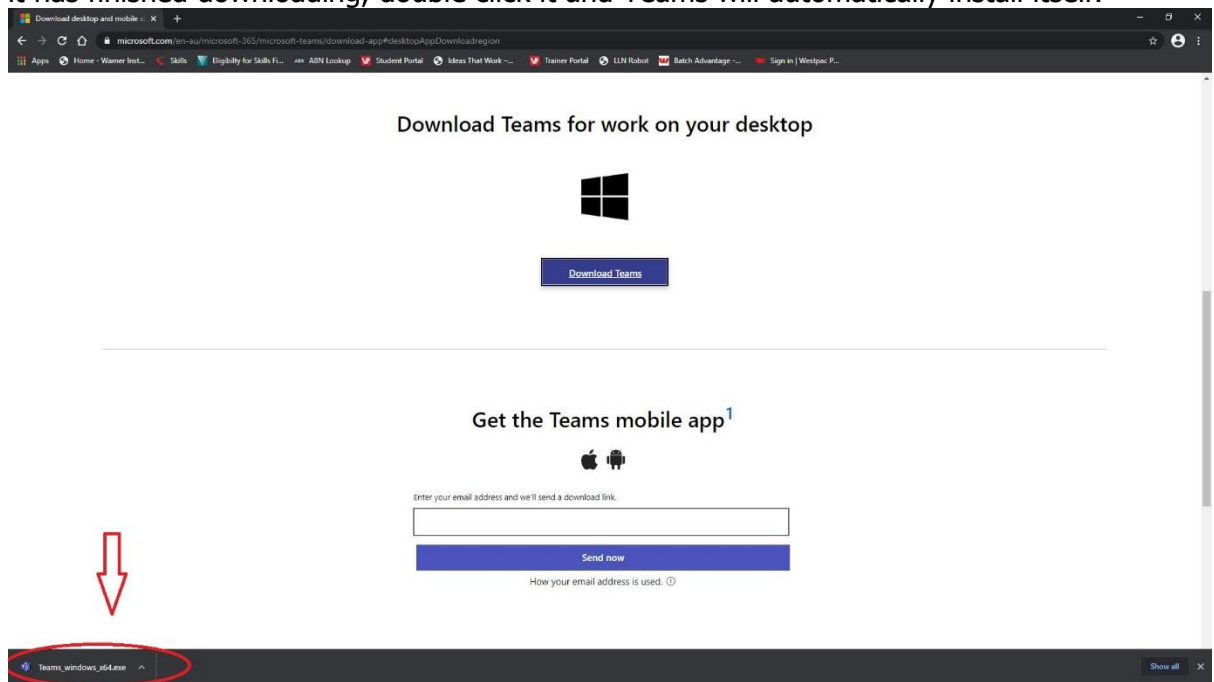 it has finished downloading, double click it and Teams will automatically install itself.
Download desktop and mobile a
microsoft.com/en-au/microsoft-365/microsoft-teams/download-app#desktopAppDownloadregion
Apps Home - Warner Inst... Skills Eligibilty for Skills Fi... ABN Lookup Student Portal Ideas That Work -... Trainer Portal LLN Robot Batch Advantage -... Sign in | Westpac P...
Download Teams for work on your desktop
Download Teams
Get the Teams mobile app1
Enter your email address and we'll send a download link.
Send now
How your email address is used.
Teams_windows_x64.exe
Show all